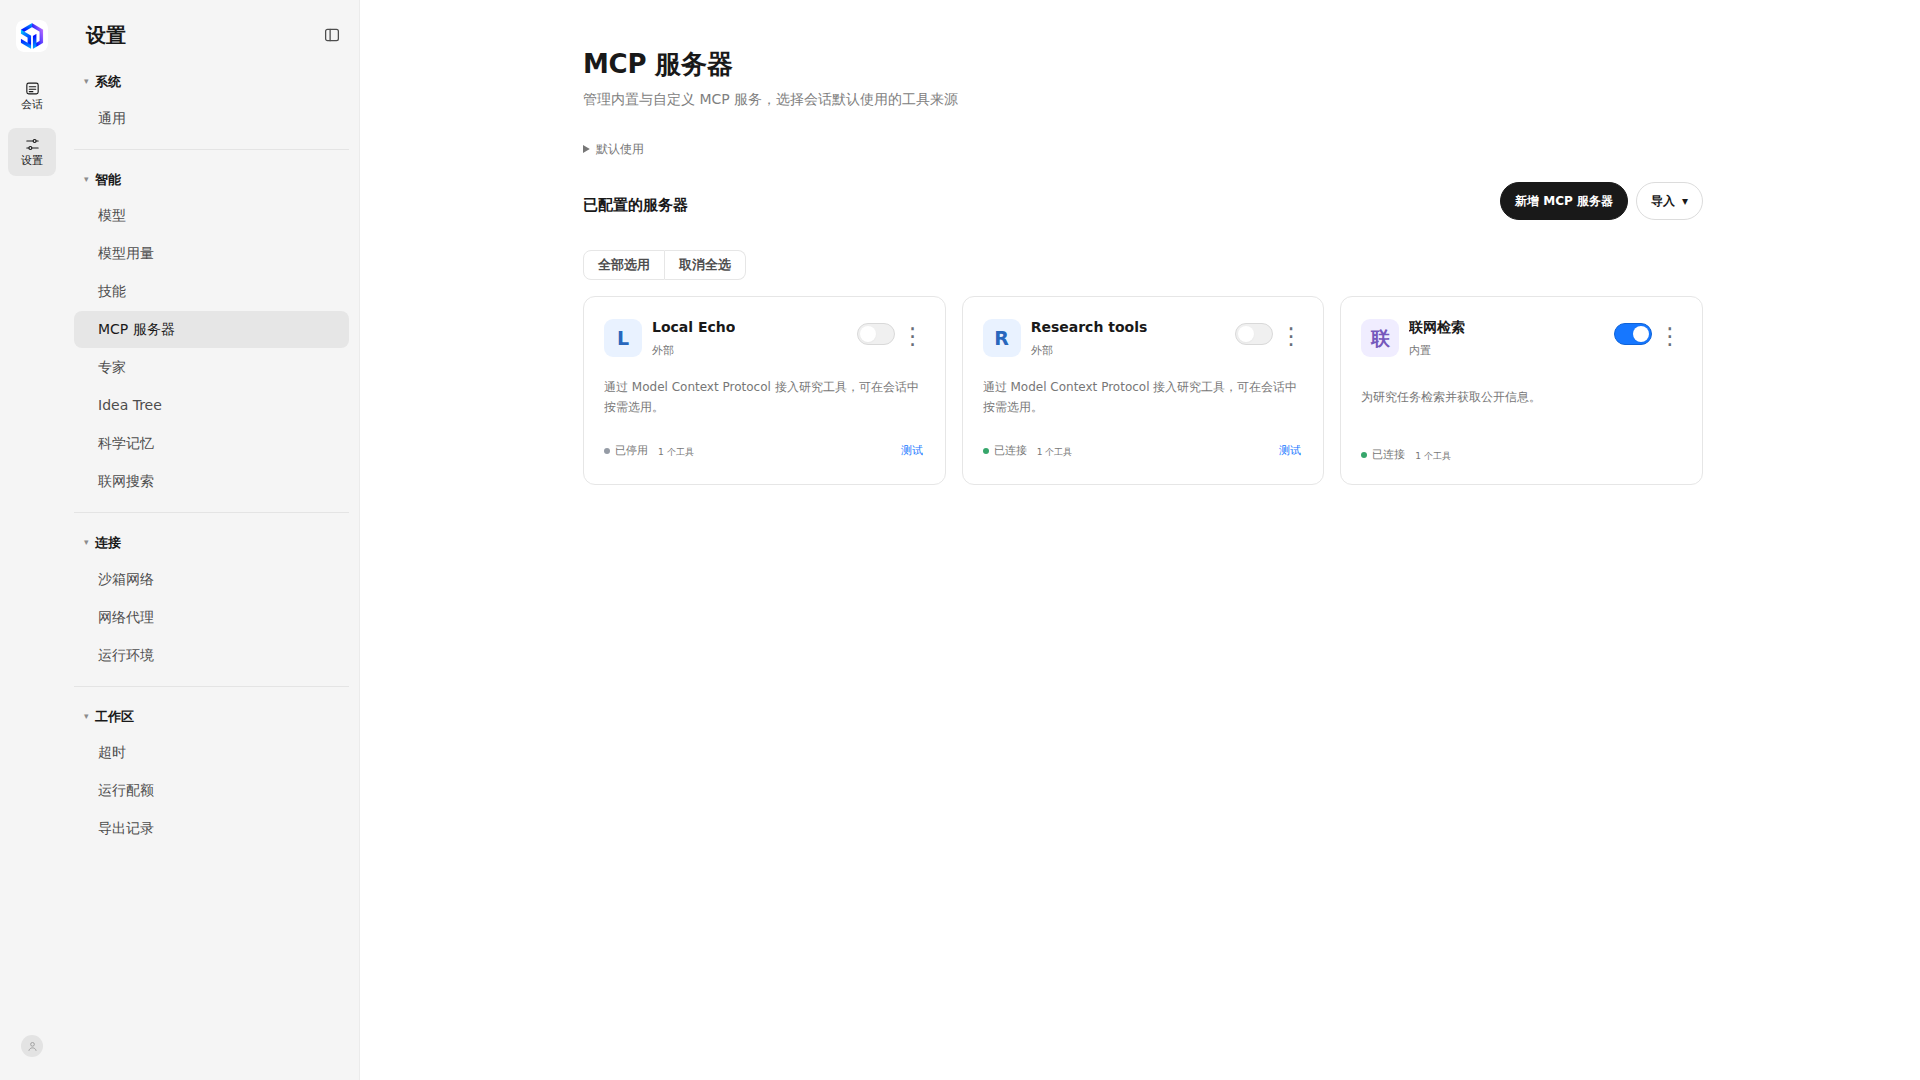 设置
会话
设置
▾ 系统
通用
▾ 智能
模型
模型用量
技能
MCP 服务器
专家
Idea Tree
科学记忆
联网搜索
▾ 连接
沙箱网络
网络代理
运行环境
▾ 工作区
超时
运行配额
导出记录
MCP 服务器
管理内置与自定义 MCP 服务，选择会话默认使用的工具来源
▶ 默认使用
已配置的服务器
新增 MCP 服务器
导入 ▾
全部选用
取消全选
L
Local Echo
外部
通过 Model Context Protocol 接入研究工具，可在会话中
按需选用。
已停用 1 个工具
测试
R
Research tools
外部
通过 Model Context Protocol 接入研究工具，可在会话中
按需选用。
已连接 1 个工具
测试
联
联网检索
内置
为研究任务检索并获取公开信息。
已连接 1 个工具